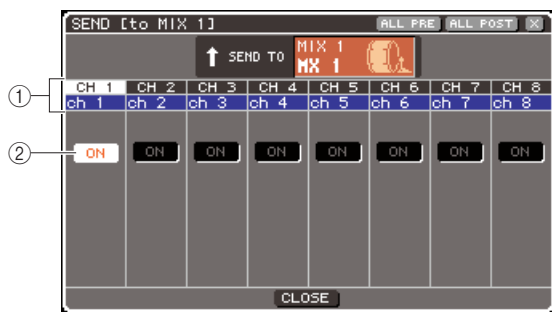 SEND [to MIX 1] ALL PRE ALL POST X
SEND TO MIX 1
MX 1
① CH 1 CH 2 CH 3 CH 4 CH 5 CH 6 CH 7 CH 8
ch 1 ch 2 ch 3 ch 4 ch 5 ch 6 ch 7 ch 8
② ON ON ON ON ON ON ON ON
CLOSE